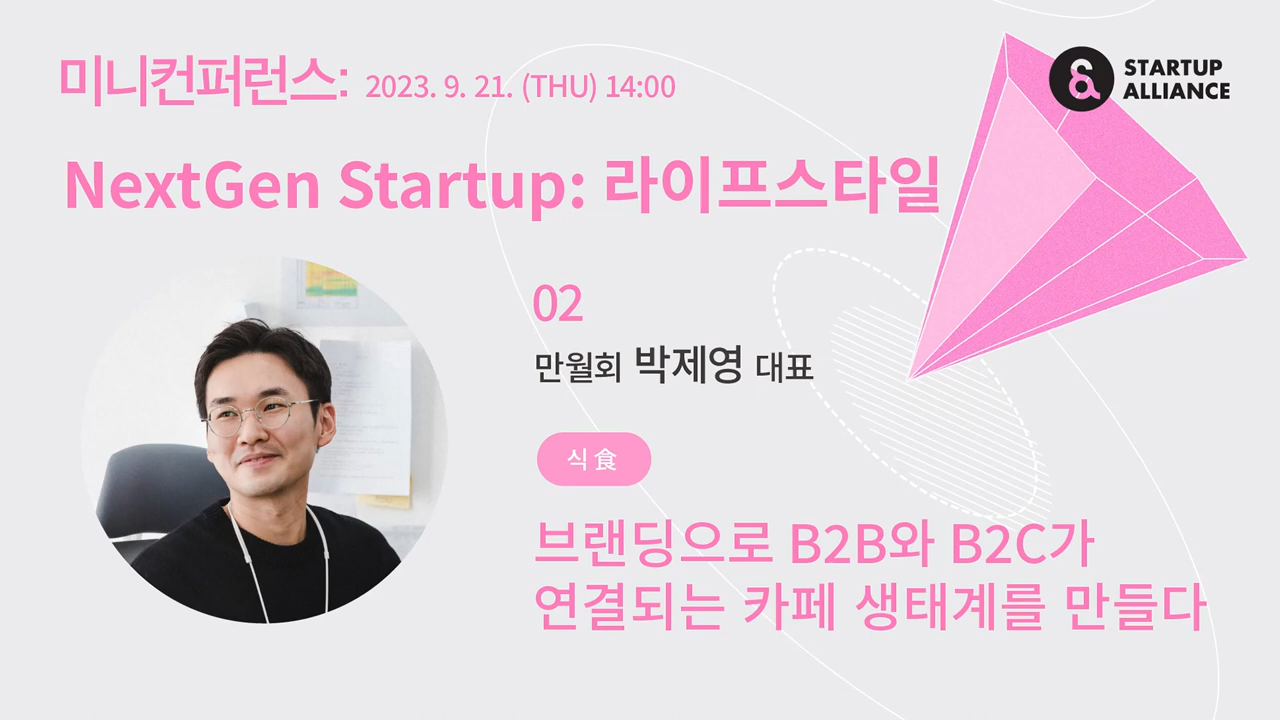 미니컨퍼런스: 2023. 9. 21. (THU) 14:00
STARTUP
ALLIANCE
NextGen Startup: 라이프스타일
02
만월회 박제영 대표
식 食
브랜딩으로 B2B와 B2C가
연결되는 카페 생태계를 만들다